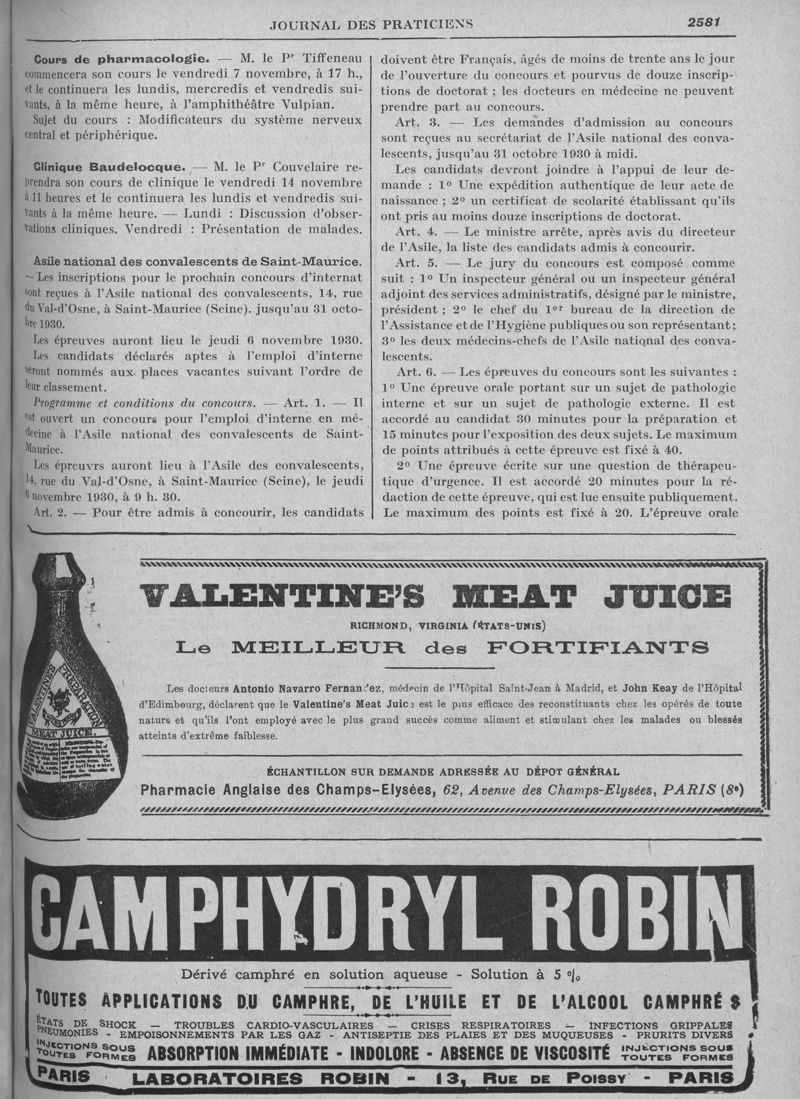 JOURNAL DES PRATICIENS
2581
Cours de pharmacologie. — M. le Pr Tiffeneau
commencera son cours le vendredi 7 novembre, à 17 h.,
et le continuera les lundis, mercredis et vendredis sui-
vants, à la même heure, à l'amphithéâtre Vulpian.
Sujet du cours : Modificateurs du système nerveux
central et périphérique.
Clinique Baudelocque. — M. le Pr Couvelaire re-
prendra son cours de clinique le vendredi 14 novembre
à 11 heures et le continuera les lundis et vendredis sui-
vants à la même heure. — Lundi : Discussion d'obser-
vations cliniques. Vendredi : Présentation de malades.
Asile national des convalescents de Saint-Maurice.
— Les inscriptions pour le prochain concours d'internat
sont reçues à l'Asile national des convalescents, 14, rue
du Val-d'Osne, à Saint-Maurice (Seine). jusqu'au 31 octo-
bre 1930.
Les épreuves auront lieu le jeudi 6 novembre 1930.
Les candidats déclarés aptes à l'emploi d'interne
seront nommés aux. places vacantes suivant l'ordre de
leur classement.
Programme et conditions du concours. — Art. 1. — Il
est ouvert un concours pour l'emploi d'interne en mé-
decine à l'Asile national des convalescents de Saint-
Maurice.
Les épreuvrs auront lieu à l'Asile des convalescents,
14, rue du Val-d'Osne, à Saint-Maurice (Seine), le jeudi
6 novembre 1930, à 9 h. 30.
Art. 2. — Pour être admis à concourir, les candidats
doivent être Français, âgés de moins de trente ans le jour
de l'ouverture du concours et pourvus de douze inscrip-
tions de doctorat ; les docteurs en médecine ne peuvent
prendre part au concours.
Art. 3. — Les demandes d'admission au concours
sont reçues au secrétariat de l'Asile national des conva-
lescents, jusqu'au 31 octobre 1930 à midi.
Les candidats devront joindre à l'appui de leur de-
mande : 1o Une expédition authentique de leur acte de
naissance ; 2o un certificat de scolarité établissant qu'ils
ont pris au moins douze inscriptions de doctorat.
Art. 4. — Le ministre arrête, après avis du directeur
de l'Asile, la liste des candidats admis à concourir.
Art. 5. — Le jury du concours est composé comme
suit : 1o Un inspecteur général ou un inspecteur général
adjoint des services administratifs, désigné par le ministre,
président ; 2o le chef du 1er bureau de la direction de
l'Assistance et de l'Hygiène publiques ou son représentant ;
3o les deux médecins-chefs de l'Asile national des conva-
lescents.
Art. 6. — Les épreuves du concours sont les suivantes :
1o Une épreuve orale portant sur un sujet de pathologie
interne et sur un sujet de pathologie externe. Il est
accordé au candidat 30 minutes pour la préparation et
15 minutes pour l'exposition des deux sujets. Le maximum
de points attribués à cette épreuve est fixé à 40.
2o Une épreuve écrite sur une question de thérapeu-
tique d'urgence. Il est accordé 20 minutes pour la ré-
daction de cette épreuve, qui est lue ensuite publiquement.
Le maximum des points est fixé à 20. L'épreuve orale
VALENTINE'S
PREPARATION
MEAT JUICE.
VALENTINE'S MEAT JUICE
RICHMOND, VIRGINIA (ÉTATS-UNIS)
Le MEILLEUR des FORTIFIANTS
Les docteurs Antonio Navarro Fernandez, médecin de l'Hôpital Saint-Jean à Madrid, et John Keay de l'Hôpital
d'Edimbourg, déclarent que le Valentine's Meat Juice est le plus efficace des reconstituants chez les opérés de toute
nature et qu'ils l'ont employé avec le plus grand succès comme aliment et stimulant chez les malades ou blessés
atteints d'extrême faiblesse.
ÉCHANTILLON SUR DEMANDE ADRESSÉE AU DÉPOT GÉNÉRAL
Pharmacie Anglaise des Champs-Elysées, 62, Avenue des Champs-Elysées, PARIS (8e)
CAMPHYDRYL ROBIN
Dérivé camphré en solution aqueuse - Solution à 5 %
TOUTES APPLICATIONS DU CAMPHRE, DE L'HUILE ET DE L'ALCOOL CAMPHRÉS
ÉTATS DE SHOCK — TROUBLES CARDIO-VASCULAIRES — CRISES RESPIRATOIRES — INFECTIONS GRIPPALES
PNEUMONIES - EMPOISONNEMENTS PAR LES GAZ - ANTISEPTIE DES PLAIES ET DES MUQUEUSES - PRURITS DIVERS
INJECTIONS SOUS TOUTES FORMES ABSORPTION IMMÉDIATE - INDOLORE - ABSENCE DE VISCOSITÉ INJECTIONS SOUS TOUTES FORMES
PARIS LABORATOIRES ROBIN - 13, RUE DE POISSY - PARIS